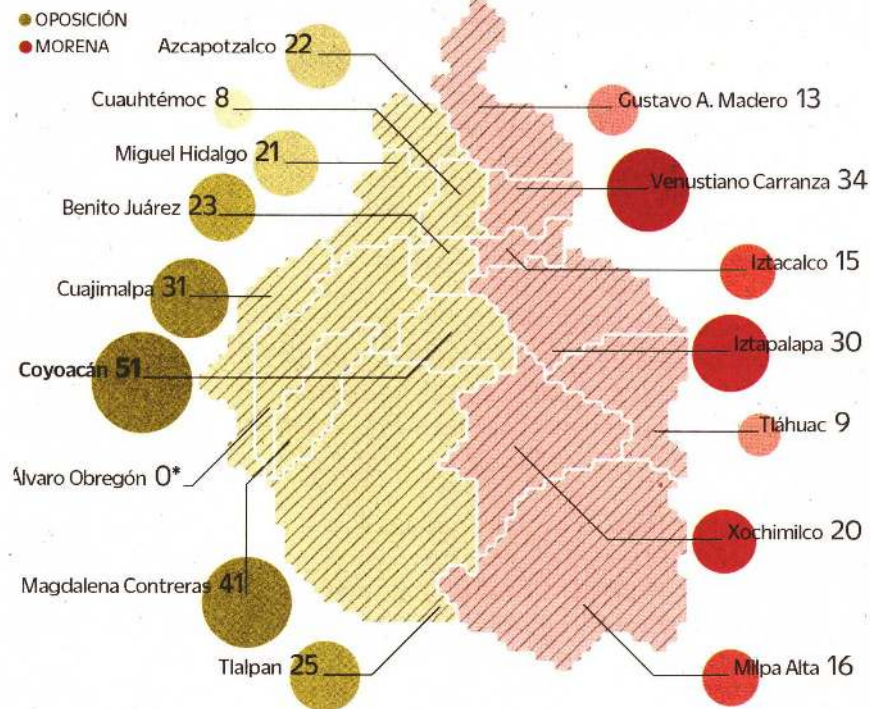 OPOSICIÓN
MORENA
Azcapotzalco 22
Cuauhtémoc 8
Miguel Hidalgo 21
Benito Juárez 23
Cuajimalpa 31
Coyoacán 51
Álvaro Obregón 0*
Magdalena Contreras 41
Tlalpan 25
Gustavo A. Madero 13
Venustiano Carranza 34
Iztacalco 15
Iztapalapa 30
Tláhuac 9
Xochimilco 20
Milpa Alta 16